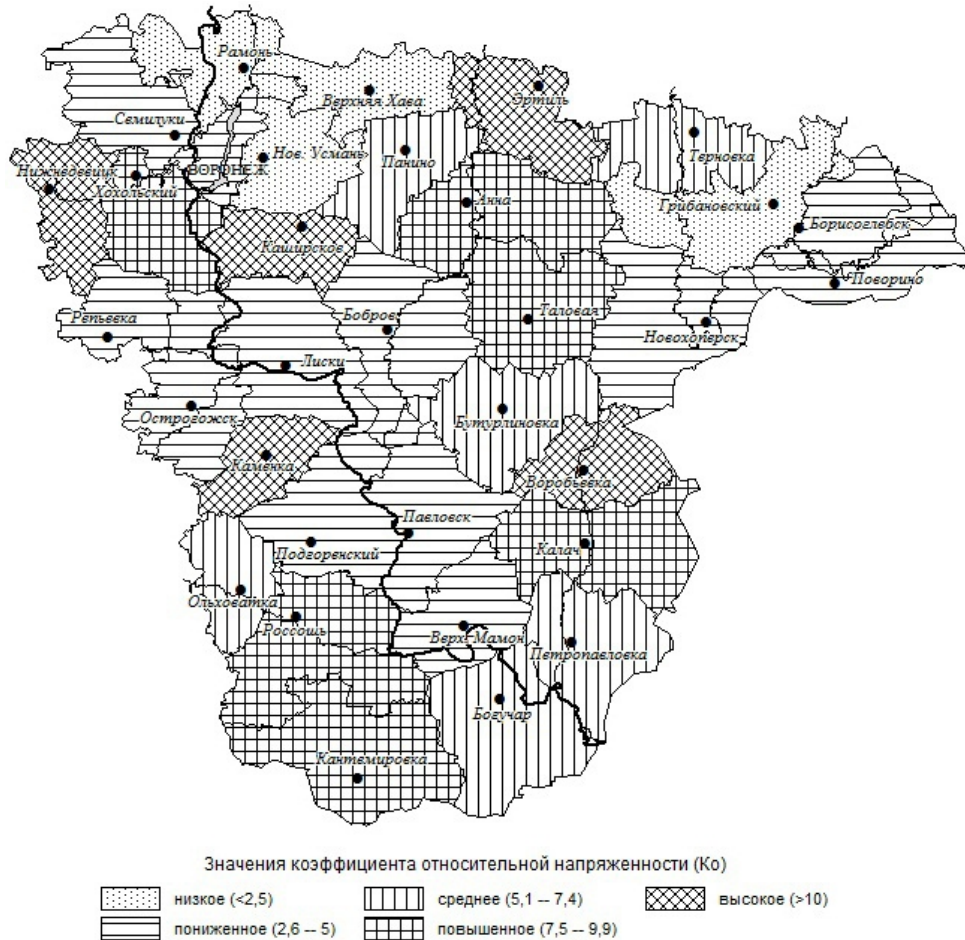 Рамонь
Верхняя Хава
Эртиль
Семилуки
Нов. Усмань
Панино
Терновка
Нижнедевицк
ВОРОНЕЖ
Хохольский
Анна
Грибановский
Борисоглебск
Каширское
Поворино
Репьевка
Бобров
Таловая
Новохоперск
Лиски
Острогожск
Бутурлиновка
Каменка
Воробьевка
Павловск
Подгоренский
Калач
Ольховатка
Россошь
Верх. Мамон
Петропавловка
Богучар
Кантемировка
Значения коэффициента относительной напряженности (Ко)
низкое (<2,5)
среднее (5,1 -- 7,4)
высокое (>10)
пониженное (2,6 -- 5)
повышенное (7,5 -- 9,9)